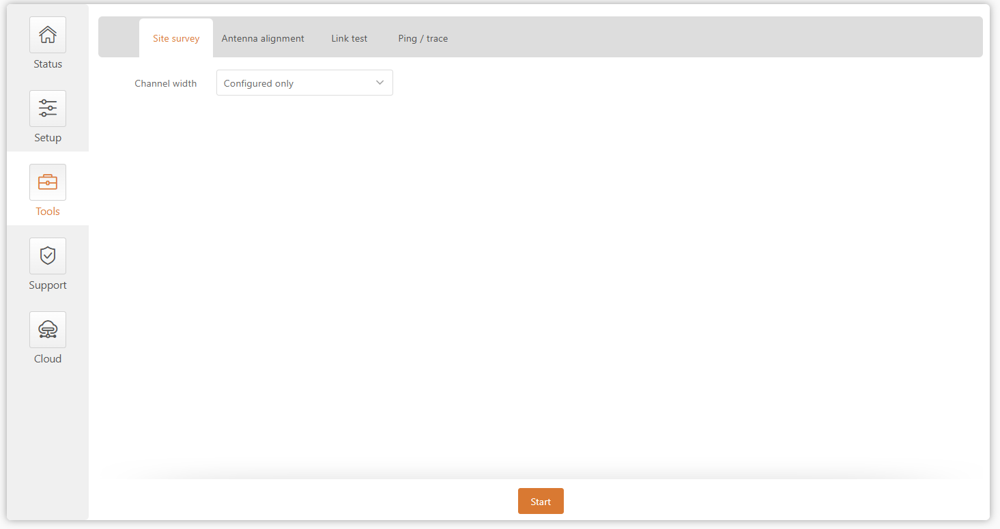 Status
Setup
Tools
Support
Cloud
Site survey
Antenna alignment
Link test
Ping / trace
Channel width
Configured only
Start